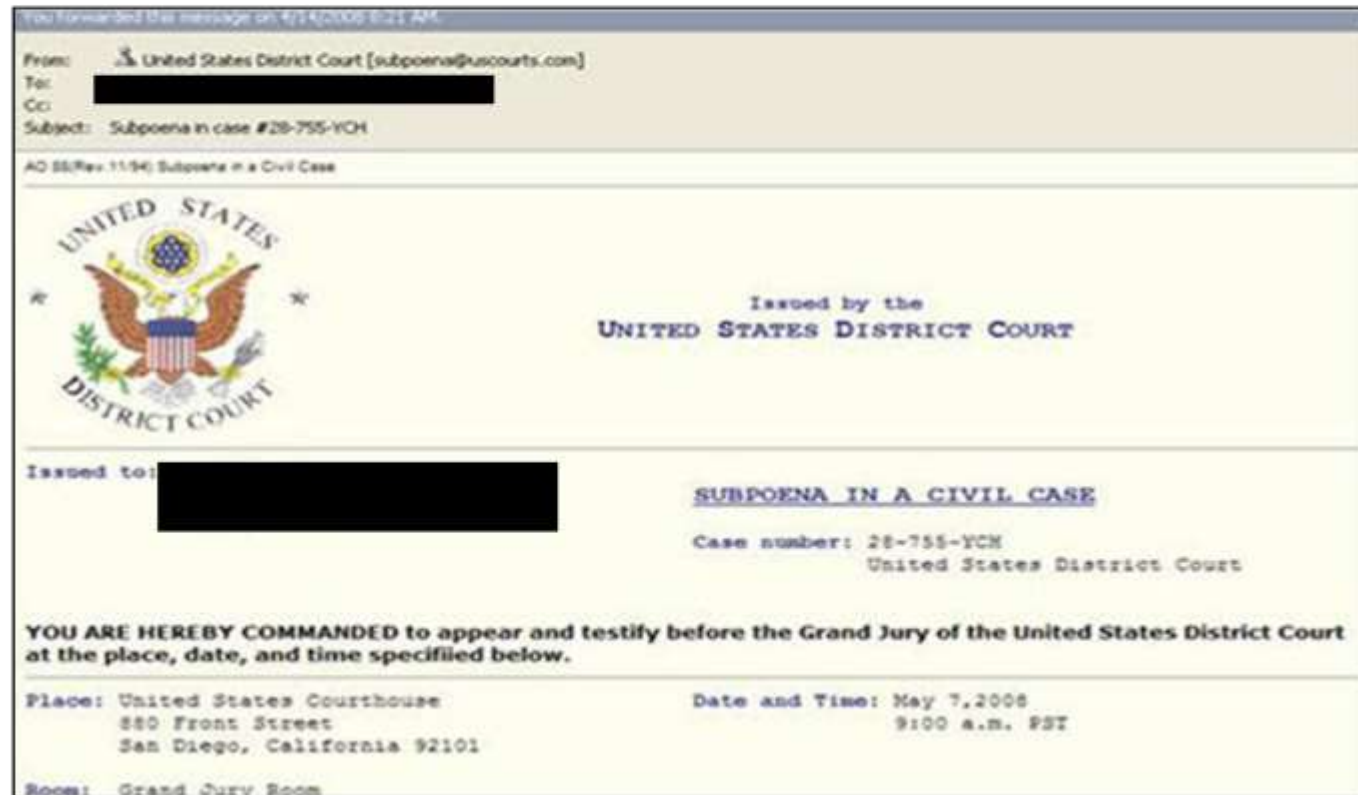 You forwarded this message on 4/14/2008 8:21 AM.
From: United States District Court [subpoena@uscourts.com]
To:
Cc:
Subject: Subpoena in case #28-755-YCH
AO 88(Rev. 11/94) Subpoena in a Civil Case
UNITED STATES
DISTRICT COURT
Issued by the
UNITED STATES DISTRICT COURT
Issued to:
SUBPOENA IN A CIVIL CASE
Case number: 28-755-YCH
United States District Court
YOU ARE HEREBY COMMANDED to appear and testify before the Grand Jury of the United States District Court
at the place, date, and time specifiied below.
Place: United States Courthouse
880 Front Street
San Diego, California 92101
Date and Time: May 7,2008
9:00 a.m. PST
Room: Grand Jury Room